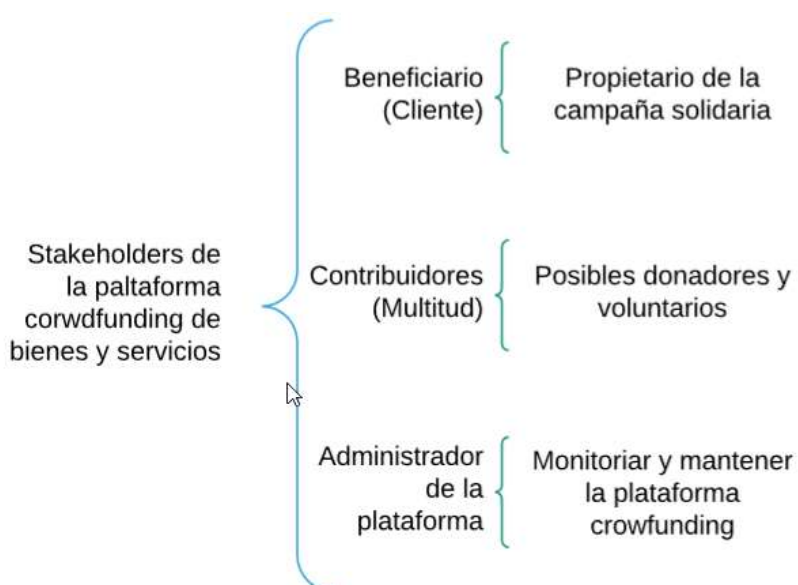 Stakeholders de
la paltaforma
corwdfunding de
bienes y servicios
Beneficiario
(Cliente)
Propietario de la
campaña solidaria
Contribuidores
(Multitud)
Posibles donadores y
voluntarios
Administrador
de la
plataforma
Monitoriar y mantener
la plataforma
crowfunding